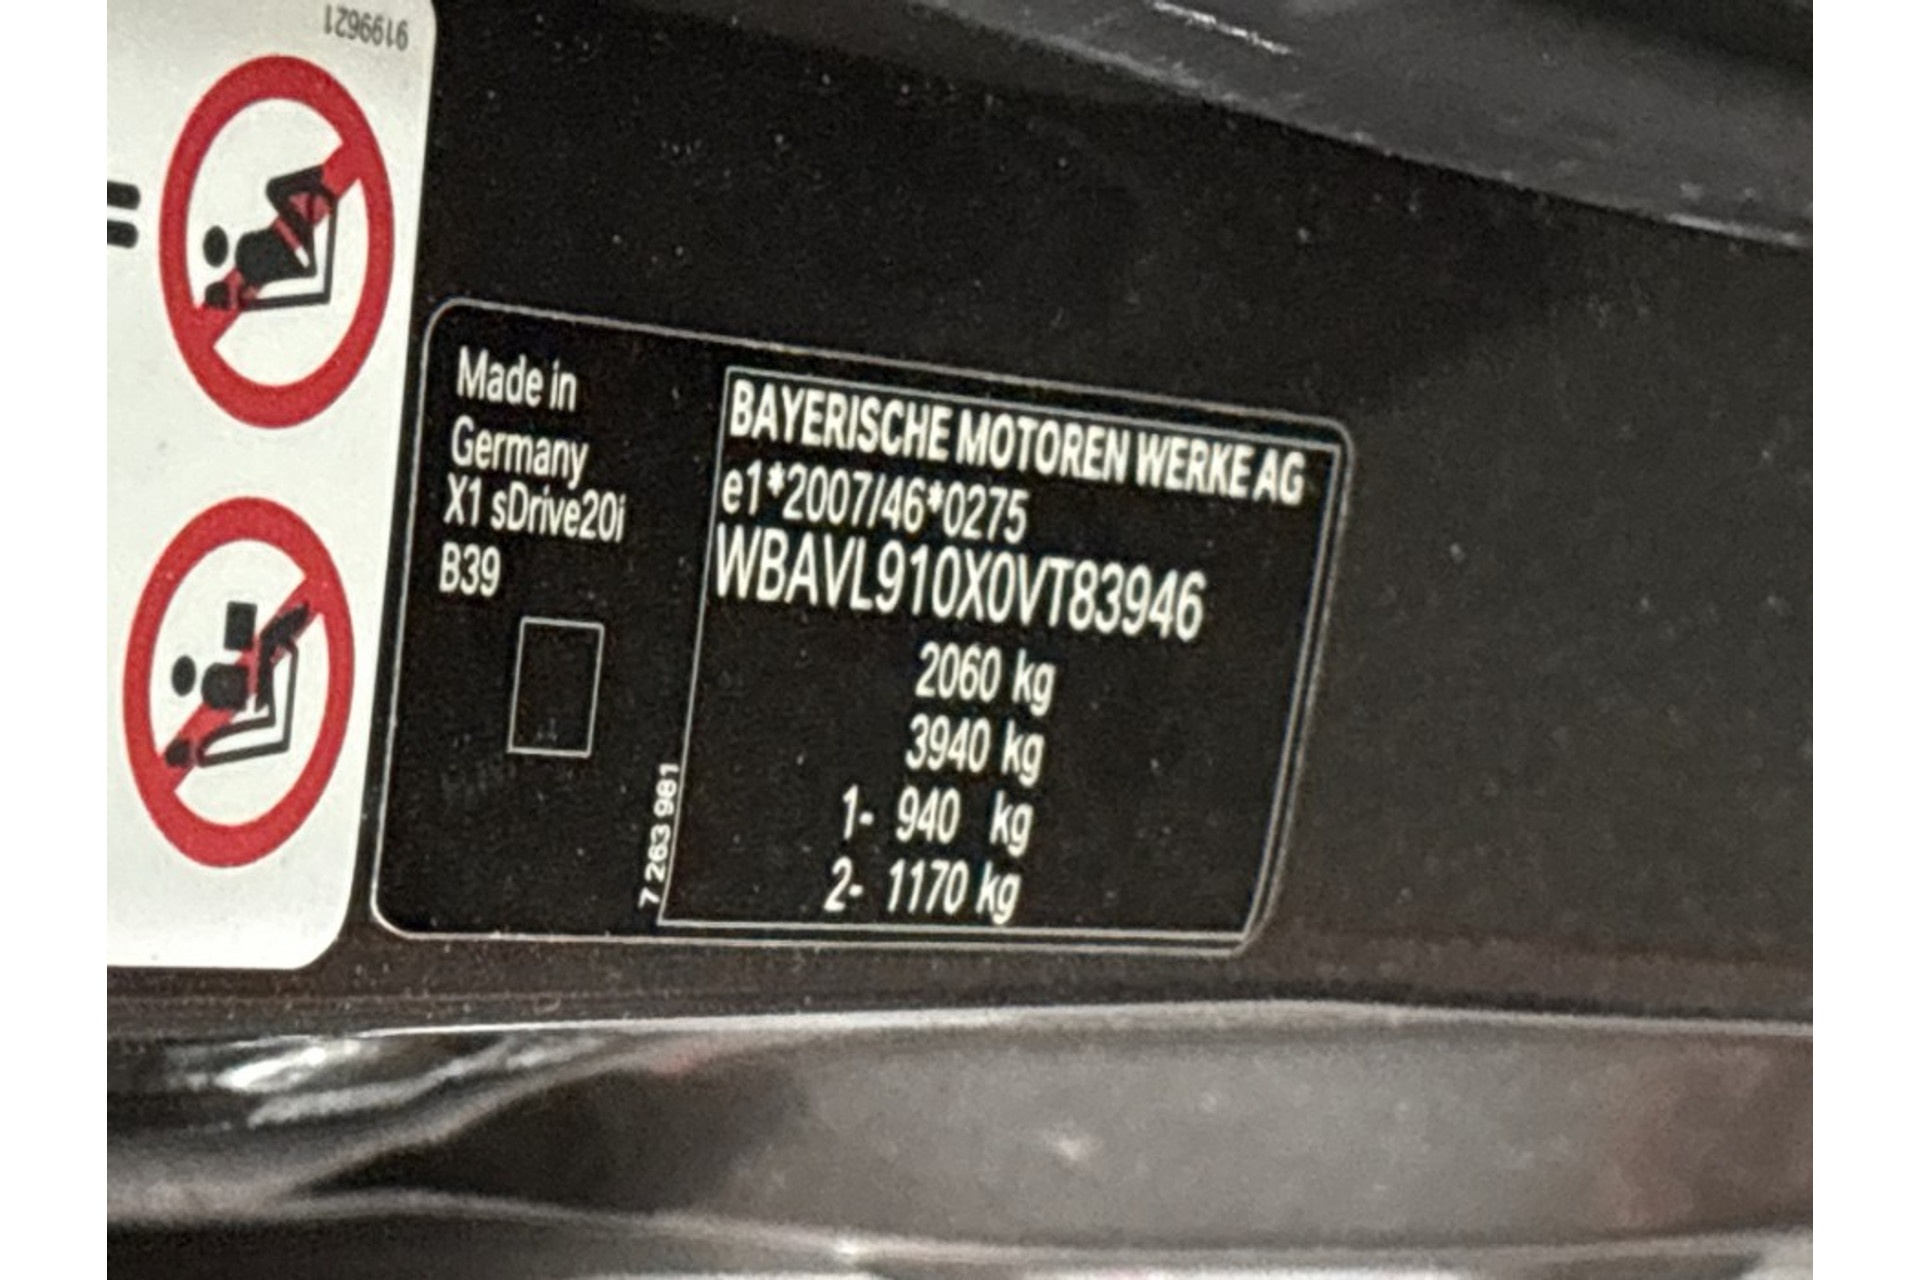 9199621
Made in
Germany
X1 sDrive20i
B39
7 263 981
BAYERISCHE MOTOREN WERKE AG
e1*2007/46*0275
WBAVL910X0VT83946
2060 kg
3940 kg
1- 940 kg
2- 1170 kg